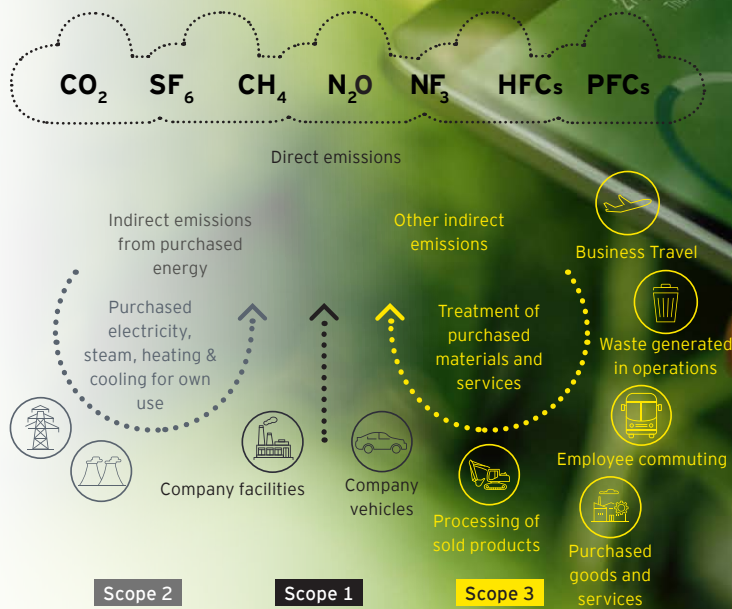 CO2 SF6 CH4 N2O NF3 HFCs PFCs
Direct emissions
Indirect emissions
from purchased
energy
Purchased
electricity,
steam, heating &
cooling for own
use
Company facilities
Company
vehicles
Other indirect
emissions
Treatment of
purchased
materials and
services
Processing of
sold products
Business Travel
Waste generated
in operations
Employee commuting
Purchased
goods and
services
Scope 2
Scope 1
Scope 3